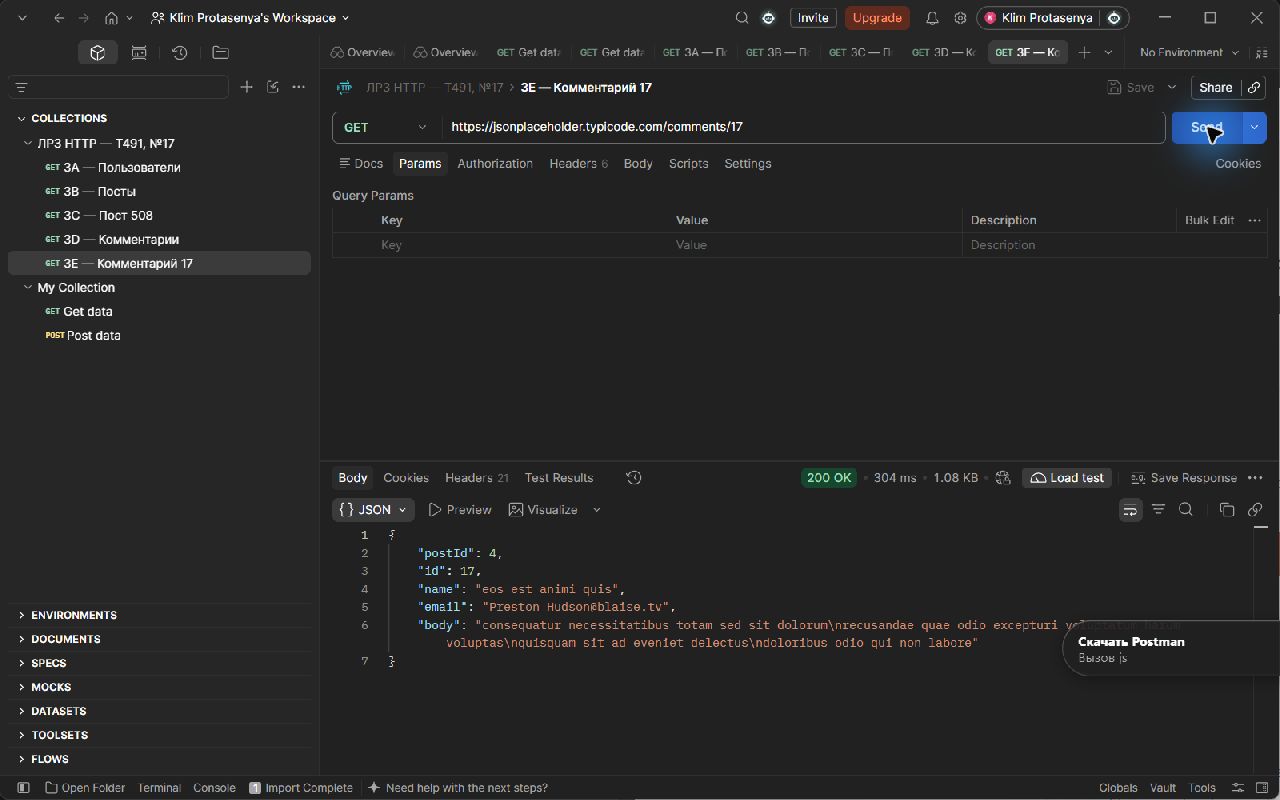 Klim Protasenya's Workspace
Invite
Upgrade
Klim Protasenya
Overview
Overview
GET Get data
GET Get data
GET 3A — По
GET 3B — По
GET 3C — П
GET 3D — Ко
GET 3E — Ко
No Environment
ЛР3 HTTP — Т491, №17 > 3E — Комментарий 17
Save
Share
COLLECTIONS
GET
https://jsonplaceholder.typicode.com/comments/17
Send
ЛР3 HTTP — Т491, №17
GET 3A — Пользователи
GET 3B — Посты
GET 3C — Пост 508
GET 3D — Комментарии
GET 3E — Комментарий 17
My Collection
GET Get data
POST Post data
Docs
Params
Authorization
Headers 6
Body
Scripts
Settings
Cookies
Query Params
Key
Value
Description
Bulk Edit
Key
Value
Description
Body
Cookies
Headers 21
Test Results
200 OK
304 ms
1.08 KB
Load test
e.g. Save Response
{ } JSON
Preview
Visualize
1 {
2 "postId": 4,
3 "id": 17,
4 "name": "eos est animi quis",
5 "email": "Preston_Hudson@blaise.tv",
6 "body": "consequatur necessitatibus totam sed sit dolorum\nrecusandae quae odio excepturi voluptatum harum
voluptas\nquisquam sit ad eveniet delectus\ndoloribus odio qui non labore"
7 }
Скачать Postman
Вызов js
ENVIRONMENTS
DOCUMENTS
SPECS
MOCKS
DATASETS
TOOLSETS
FLOWS
Open Folder
Terminal
Console
1 Import Complete
Need help with the next steps?
Globals
Vault
Tools